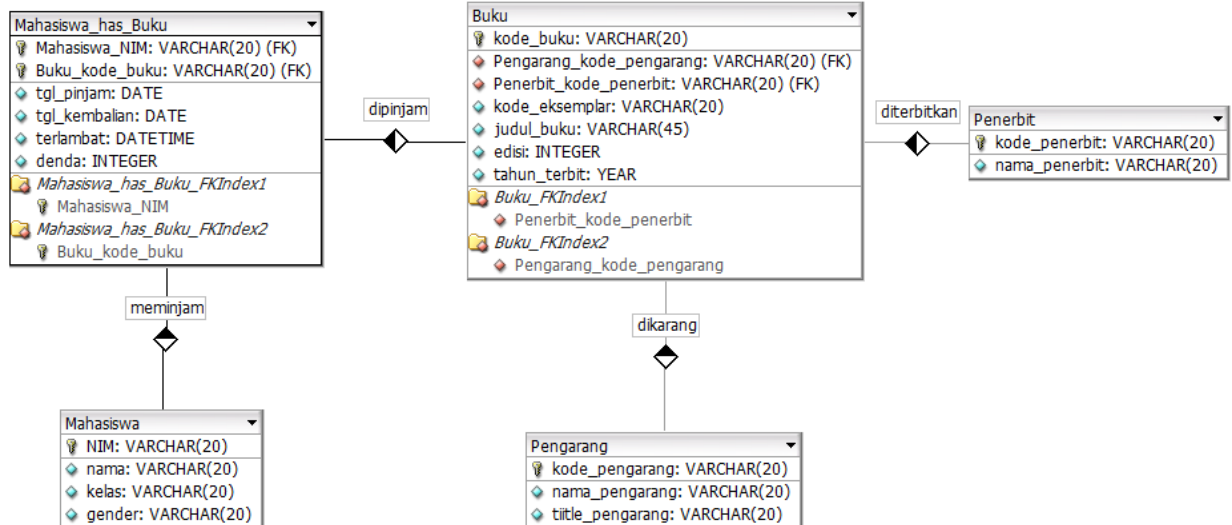 Mahasiswa_has_Buku
Mahasiswa_NIM: VARCHAR(20) (FK)
Buku_kode_buku: VARCHAR(20) (FK)
tgl_pinjam: DATE
tgl_kembalian: DATE
terlambat: DATETIME
denda: INTEGER
Mahasiswa_has_Buku_FKIndex1
Mahasiswa_NIM
Mahasiswa_has_Buku_FKIndex2
Buku_kode_buku
dipinjam
Buku
kode_buku: VARCHAR(20)
Pengarang_kode_pengarang: VARCHAR(20) (FK)
Penerbit_kode_penerbit: VARCHAR(20) (FK)
kode_eksemplar: VARCHAR(20)
judul_buku: VARCHAR(45)
edisi: INTEGER
tahun_terbit: YEAR
Buku_FKIndex1
Penerbit_kode_penerbit
Buku_FKIndex2
Pengarang_kode_pengarang
diterbitkan
Penerbit
kode_penerbit: VARCHAR(20)
nama_penerbit: VARCHAR(20)
meminjam
dikarang
Mahasiswa
NIM: VARCHAR(20)
nama: VARCHAR(20)
kelas: VARCHAR(20)
gender: VARCHAR(20)
Pengarang
kode_pengarang: VARCHAR(20)
nama_pengarang: VARCHAR(20)
tiitle_pengarang: VARCHAR(20)